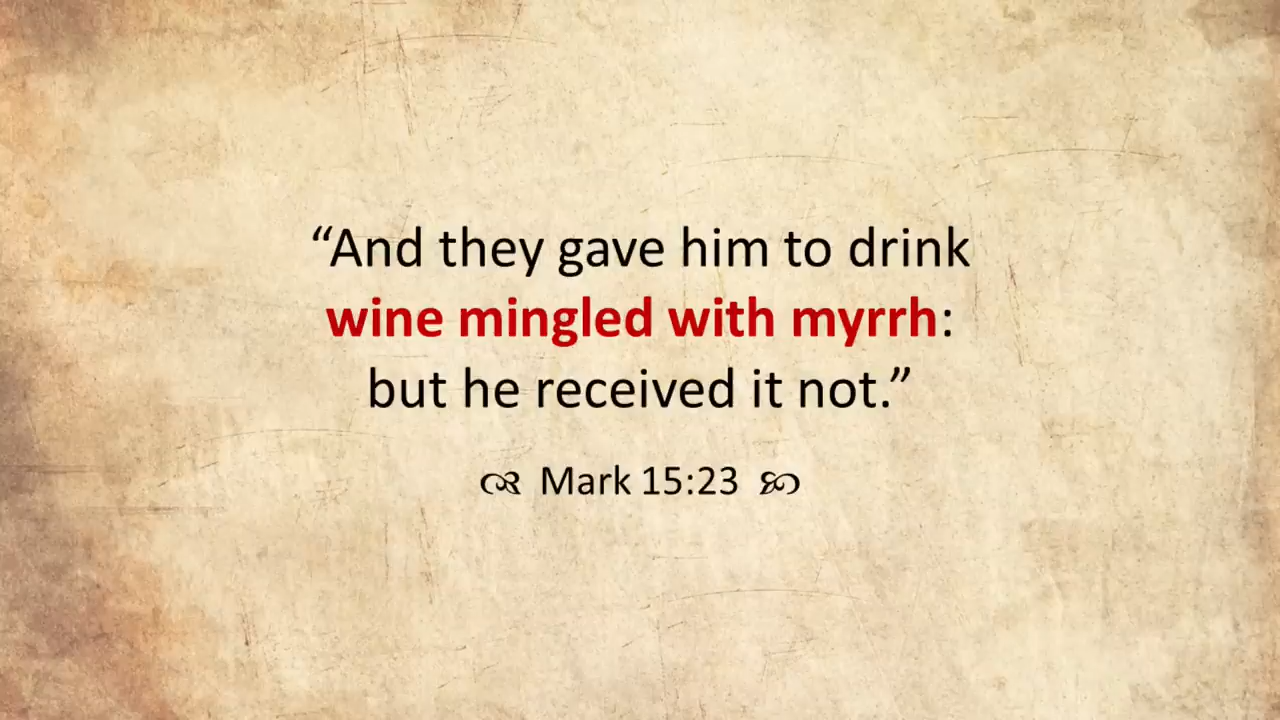 “And they gave him to drink
wine mingled with myrrh:
but he received it not.”
Mark 15:23